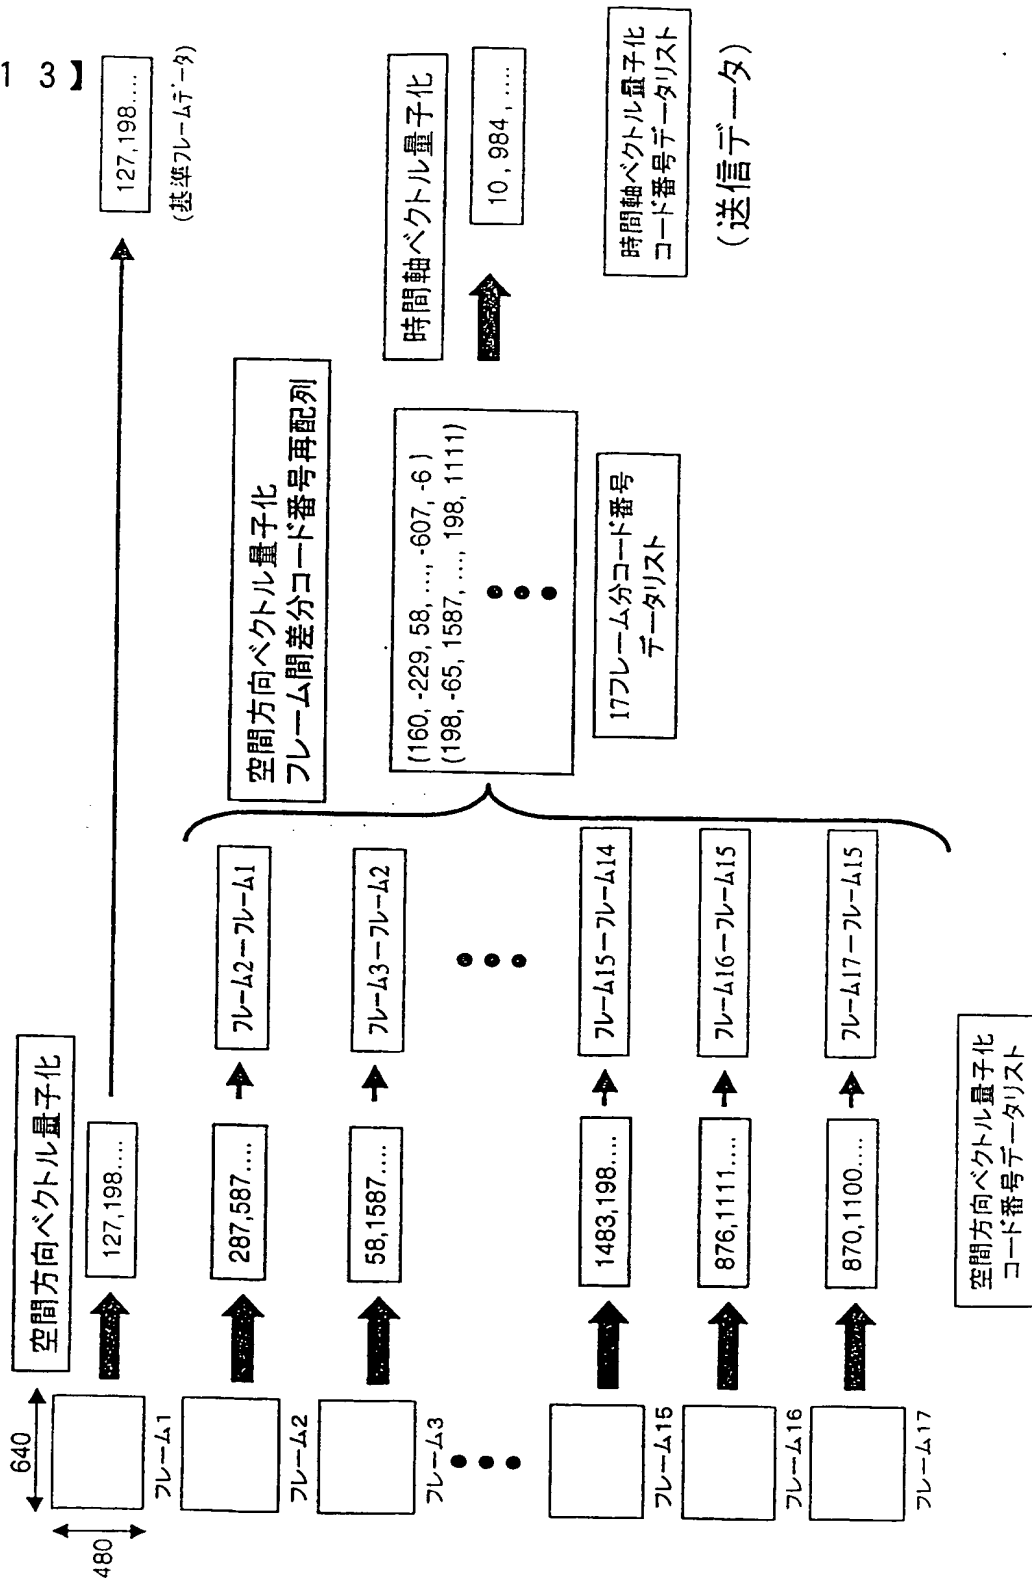 １３】
空間方向ベクトル量子化
640
480
フレーム1
127,198....
127,198....
(基準フレームデータ)
フレーム2
287,587....
フレーム2ーフレーム1
フレーム3
58,1587....
フレーム3ーフレーム2
フレーム15
1483,198....
フレーム15ーフレーム14
フレーム16
876,1111....
フレーム16ーフレーム15
フレーム17
870,1100....
フレーム17ーフレーム15
空間方向ベクトル量子化
コード番号データリスト
空間方向ベクトル量子化
フレーム間差分コード番号再配列
(160, -229, 58, ..., -607, -6 )
(198, -65, 1587, ..., 198, 1111)
17フレーム分コード番号
データリスト
時間軸ベクトル量子化
10, 984, ....
時間軸ベクトル量子化
コード番号データリスト
(送信データ)